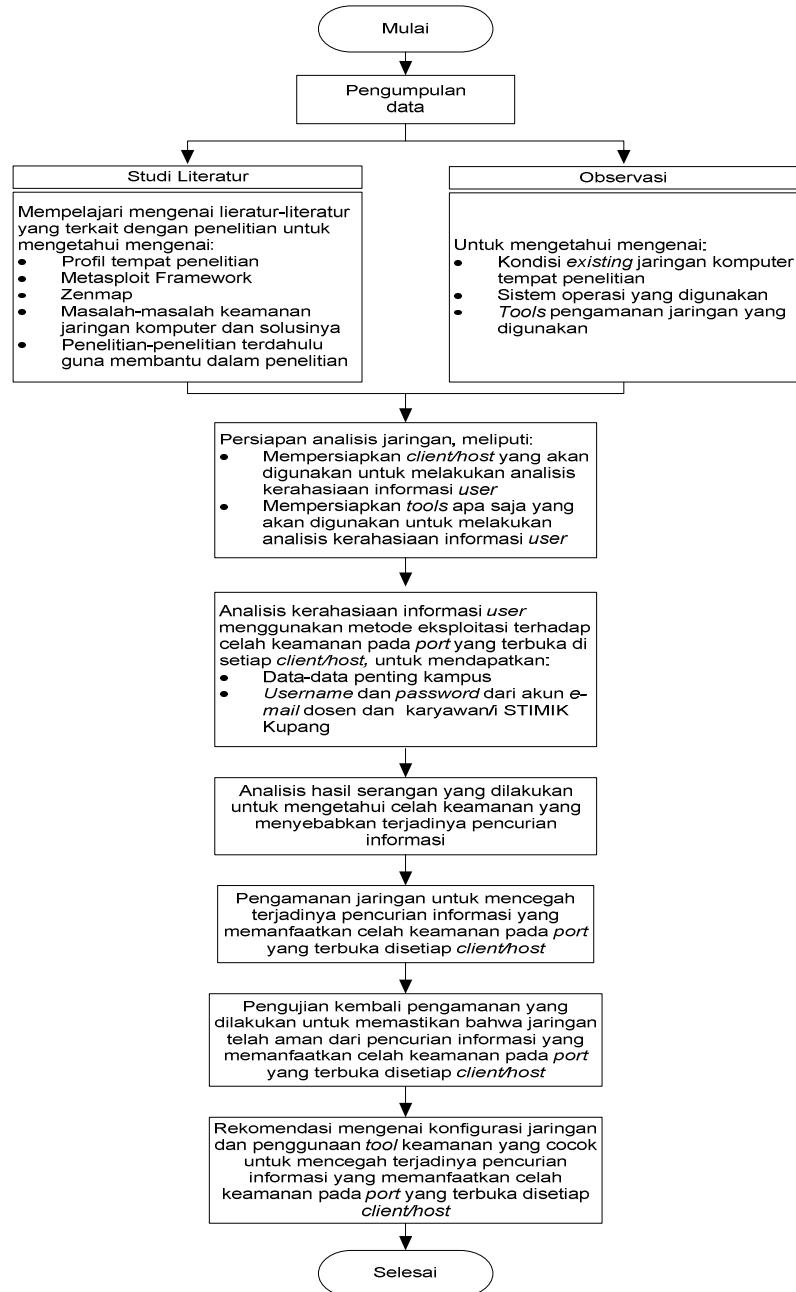 Mulai
Pengumpulan
data
Studi Literatur
Mempelajari mengenai lieratur-literatur
yang terkait dengan penelitian untuk
mengetahui mengenai:
● Profil tempat penelitian
● Metasploit Framework
● Zenmap
● Masalah-masalah keamanan
jaringan komputer dan solusinya
● Penelitian-penelitian terdahulu
guna membantu dalam penelitian
Observasi
Untuk mengetahui mengenai:
● Kondisi existing jaringan komputer
tempat penelitian
● Sistem operasi yang digunakan
● Tools pengamanan jaringan yang
digunakan
Persiapan analisis jaringan, meliputi:
● Mempersiapkan client/host yang akan
digunakan untuk melakukan analisis
kerahasiaan informasi user
● Mempersiapkan tools apa saja yang
akan digunakan untuk melakukan
analisis kerahasiaan informasi user
Analisis kerahasiaan informasi user
menggunakan metode eksploitasi terhadap
celah keamanan pada port yang terbuka di
setiap client/host, untuk mendapatkan:
● Data-data penting kampus
● Username dan password dari akun e-
mail dosen dan karyawan/i STIMIK
Kupang
Analisis hasil serangan yang dilakukan
untuk mengetahui celah keamanan yang
menyebabkan terjadinya pencurian
informasi
Pengamanan jaringan untuk mencegah
terjadinya pencurian informasi yang
memanfaatkan celah keamanan pada port
yang terbuka disetiap client/host
Pengujian kembali pengamanan yang
dilakukan untuk memastikan bahwa jaringan
telah aman dari pencurian informasi yang
memanfaatkan celah keamanan pada port
yang terbuka disetiap client/host
Rekomendasi mengenai konfigurasi jaringan
dan penggunaan tool keamanan yang cocok
untuk mencegah terjadinya pencurian
informasi yang memanfaatkan celah
keamanan pada port yang terbuka disetiap
client/host
Selesai